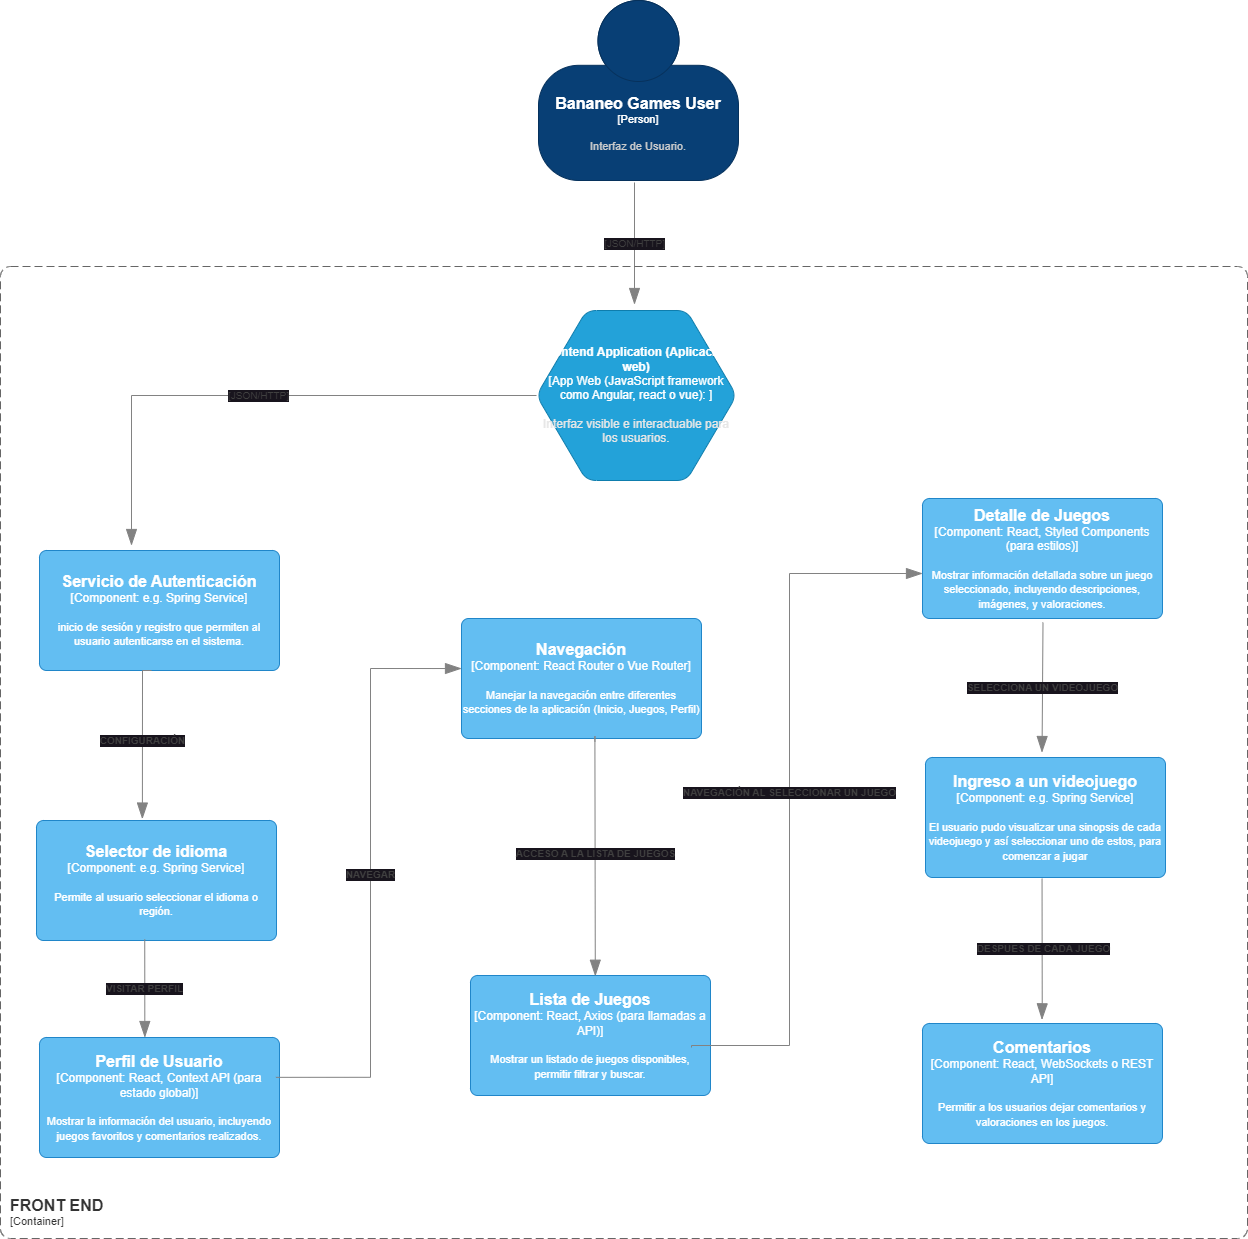 Bananeo Games User
[Person]
Interfaz de Usuario.
[JSON/HTTP]
ntend Application (Aplicac
web)
[App Web (JavaScript framework
como Angular, react o vue): ]
Interfaz visible e interactuable para
los usuarios.
[JSON/HTTP]
Servicio de Autenticación
[Component: e.g. Spring Service]
inicio de sesión y registro que permiten al
usuario autenticarse en el sistema.
CONFIGURACIÓN
Selector de idioma
[Component: e.g. Spring Service]
Permite al usuario seleccionar el idioma o
región.
VISITAR PERFIL
Perfil de Usuario
[Component: React, Context API (para
estado global)]
Mostrar la información del usuario, incluyendo
juegos favoritos y comentarios realizados.
NAVEGAR
Navegación
[Component: React Router o Vue Router]
Manejar la navegación entre diferentes
secciones de la aplicación (Inicio, Juegos, Perfil)
ACCESO A LA LISTA DE JUEGOS
Lista de Juegos
[Component: React, Axios (para llamadas a
API)]
Mostrar un listado de juegos disponibles,
permitir filtrar y buscar.
NAVEGACIÓN AL SELECCIONAR UN JUEGO
Detalle de Juegos
[Component: React, Styled Components
(para estilos)]
Mostrar información detallada sobre un juego
seleccionado, incluyendo descripciones,
imágenes, y valoraciones.
SELECCIONA UN VIDEOJUEGO
Ingreso a un videojuego
[Component: e.g. Spring Service]
El usuario pudo visualizar una sinopsis de cada
videojuego y así seleccionar uno de estos, para
comenzar a jugar
DESPUES DE CADA JUEGO
Comentarios
[Component: React, WebSockets o REST
API]
Permitir a los usuarios dejar comentarios y
valoraciones en los juegos.
FRONT END
[Container]